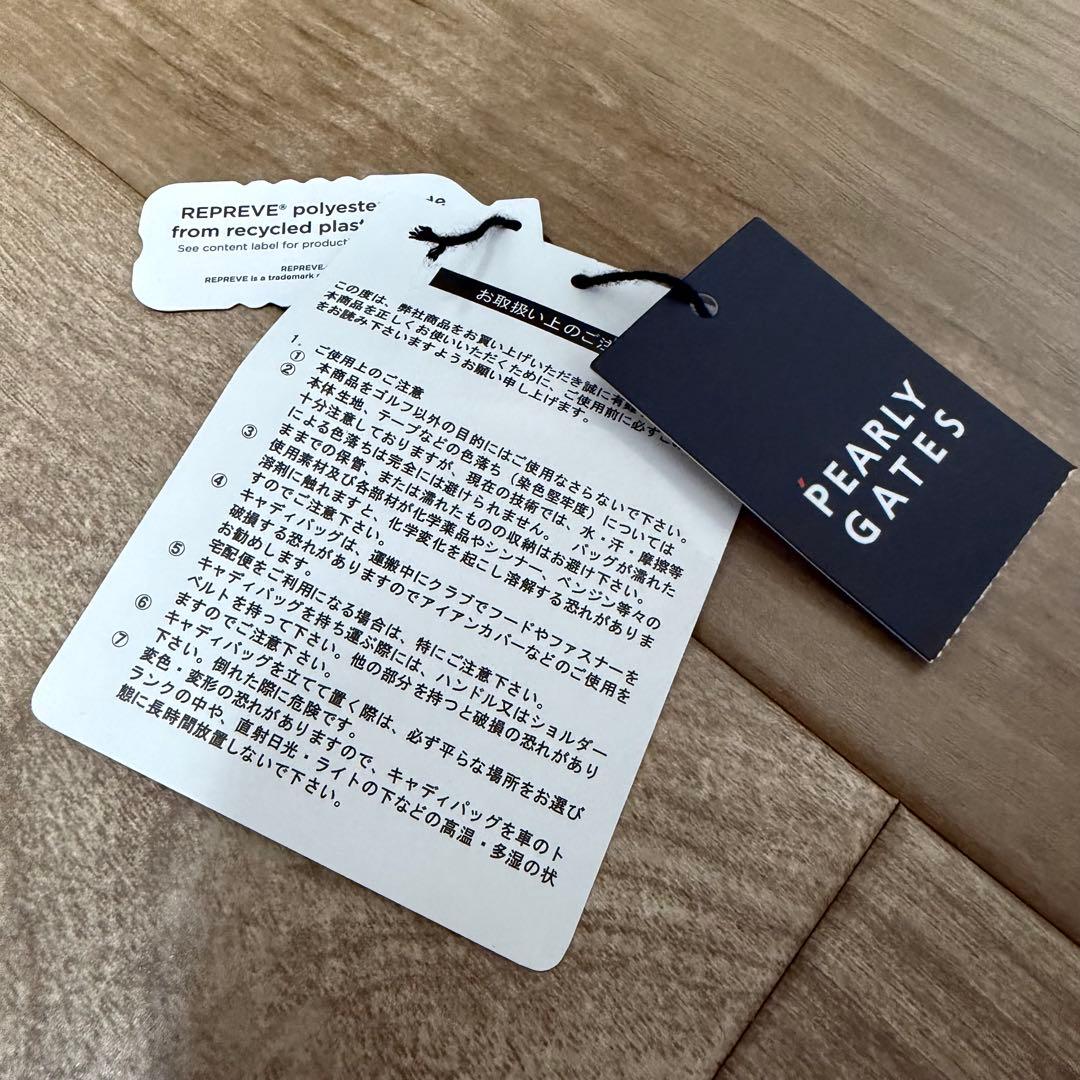 REPREVE® polyeste
from recycled plas
See content label for producti
REPREVE
REPREVE is a trademark
お取扱い上のご注
この度は、弊社商品をお買い上げいただき誠に有難
本商品を正しくお使いいただくために、ご使用前に必ずこ
をお読み下さいますようお願い申し上げます。
1. ご使用上のご注意
① 本商品をゴルフ以外の目的にはご使用なさらないで下さい。
② 本体生地、テープなどの色落ち（染色堅牢度）については
十分注意しておりますが、現在の技術では、水・汗・摩擦等
による色落ちは完全には避けられません。バッグが濡れた
ままでの保管、または濡れたものの収納はお避け下さい。
③ 使用素材及び各部材が化学薬品やシンナー、ベンジン等々の
溶剤に触れますと、化学変化を起こし溶解する恐れがありま
すのでご注意下さい。
④ キャディバッグは、運搬中にクラブでフードやファスナーを
破損する恐れがありますのでアイアンカバーなどのご使用を
お勧めします。
宅配便をご利用になる場合は、特にご注意下さい。
⑤ キャディバッグを持ち運ぶ際には、ハンドル又はショルダー
ベルトを持って下さい。他の部分を持つと破損の恐れがあり
ますのでご注意下さい。
⑥ キャディバッグを立てて置く際は、必ず平らな場所をお選び
下さい。倒れた際に危険です。
⑦ 変色・変形の恐れがありますので、キャディバッグを車のト
ランクの中や、直射日光・ライトの下などの高温・多湿の状
態に長時間放置しないで下さい。
PEARLY
GATES